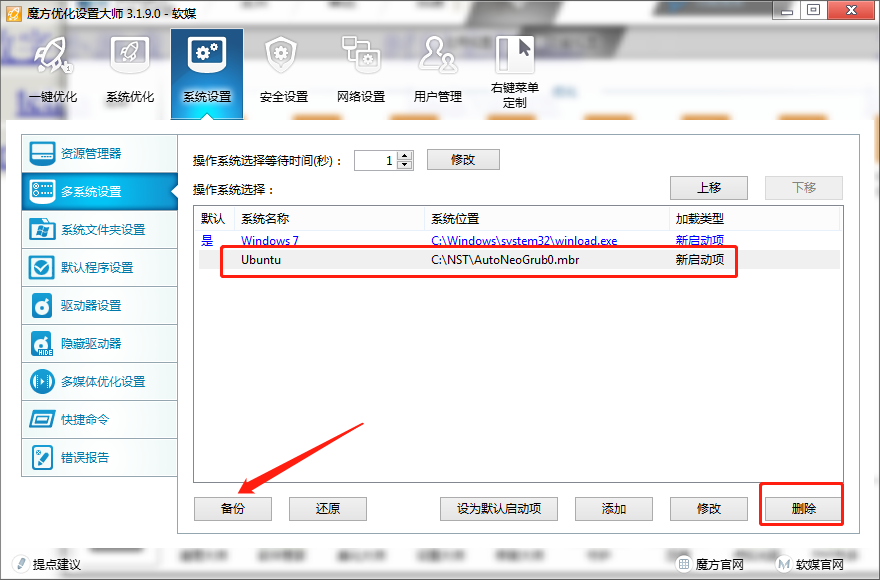 魔方优化设置大师 3.1.9.0 - 软媒
一键优化
系统优化
系统设置
安全设置
网络设置
用户管理
右键菜单
定制
资源管理器
多系统设置
系统文件夹设置
默认程序设置
驱动器设置
隐藏驱动器
HIDE
多媒体优化设置
快捷命令
错误报告
操作系统选择等待时间(秒)： 1 修改
操作系统选择： 上移 下移
默认 系统名称 系统位置 加载类型
是 Windows 7 C:\Windows\system32\winload.exe 新启动项
Ubuntu C:\NST\AutoNeoGrub0.mbr 新启动项
备份 还原 设为默认启动项 添加 修改 删除
提点建议 魔方官网 软媒官网